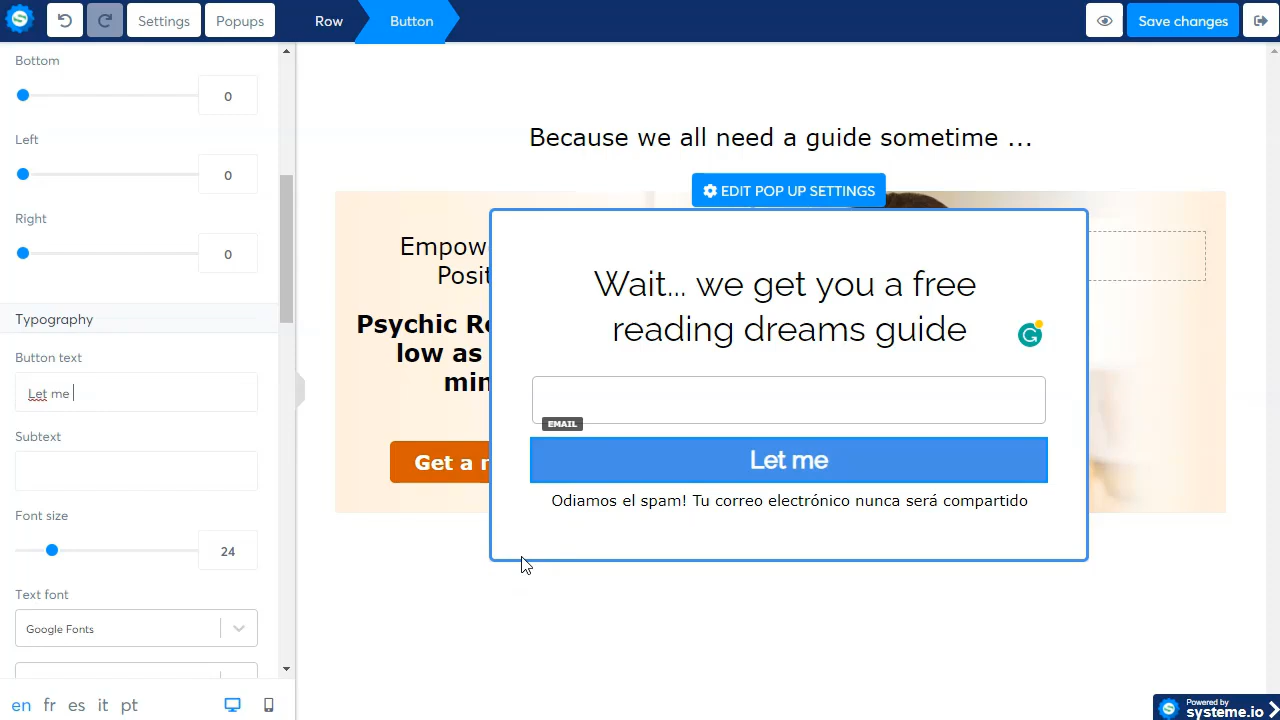 Settings
Popups
Row
Button
Save changes
Bottom
0
Left
0
Right
0
Typography
Button text
Let me
Subtext
Font size
24
Text font
Google Fonts
en fr es it pt
Because we all need a guide sometime ...
EDIT POP UP SETTINGS
Empow
Posit
Psychic Re
low as
min
Get a r
Wait... we get you a free
reading dreams guide
EMAIL
Let me
Odiamos el spam! Tu correo electrónico nunca será compartido
Powered by
systeme.io